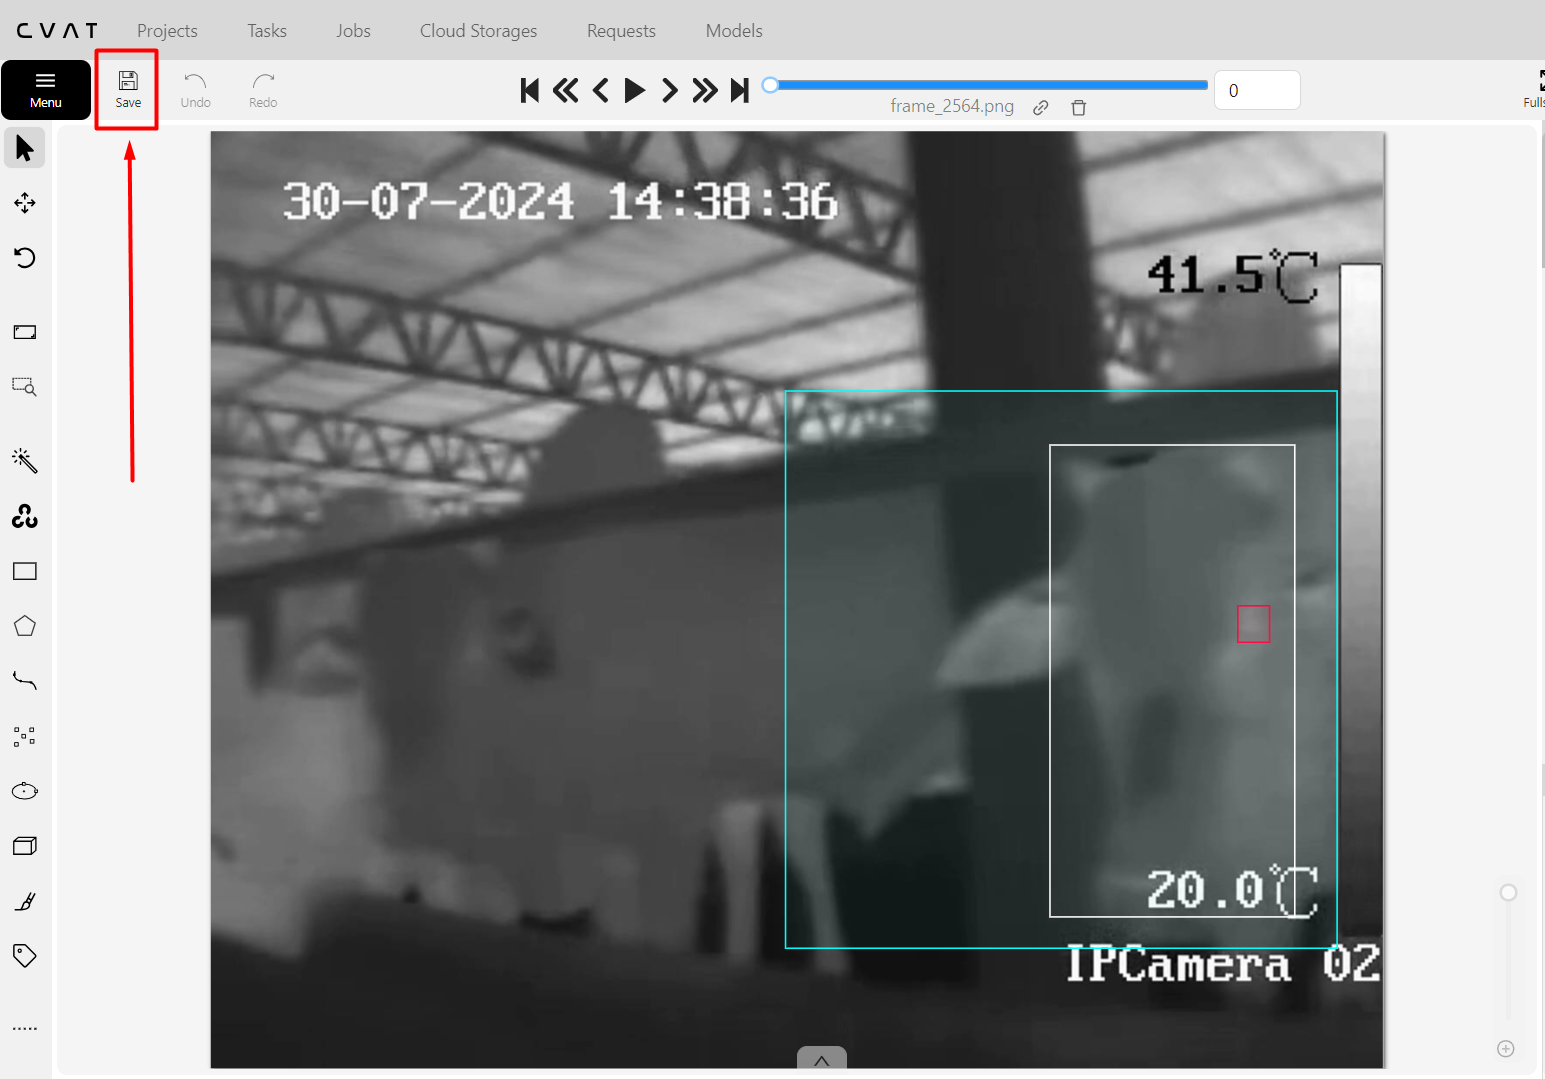 CVAT Projects Tasks Jobs Cloud Storages Requests Models
Menu Save Undo Redo
0
frame_2564.png
Fulls
30-07-2024 14:38:36
41.5°C
20.0°C
IPCamera 02